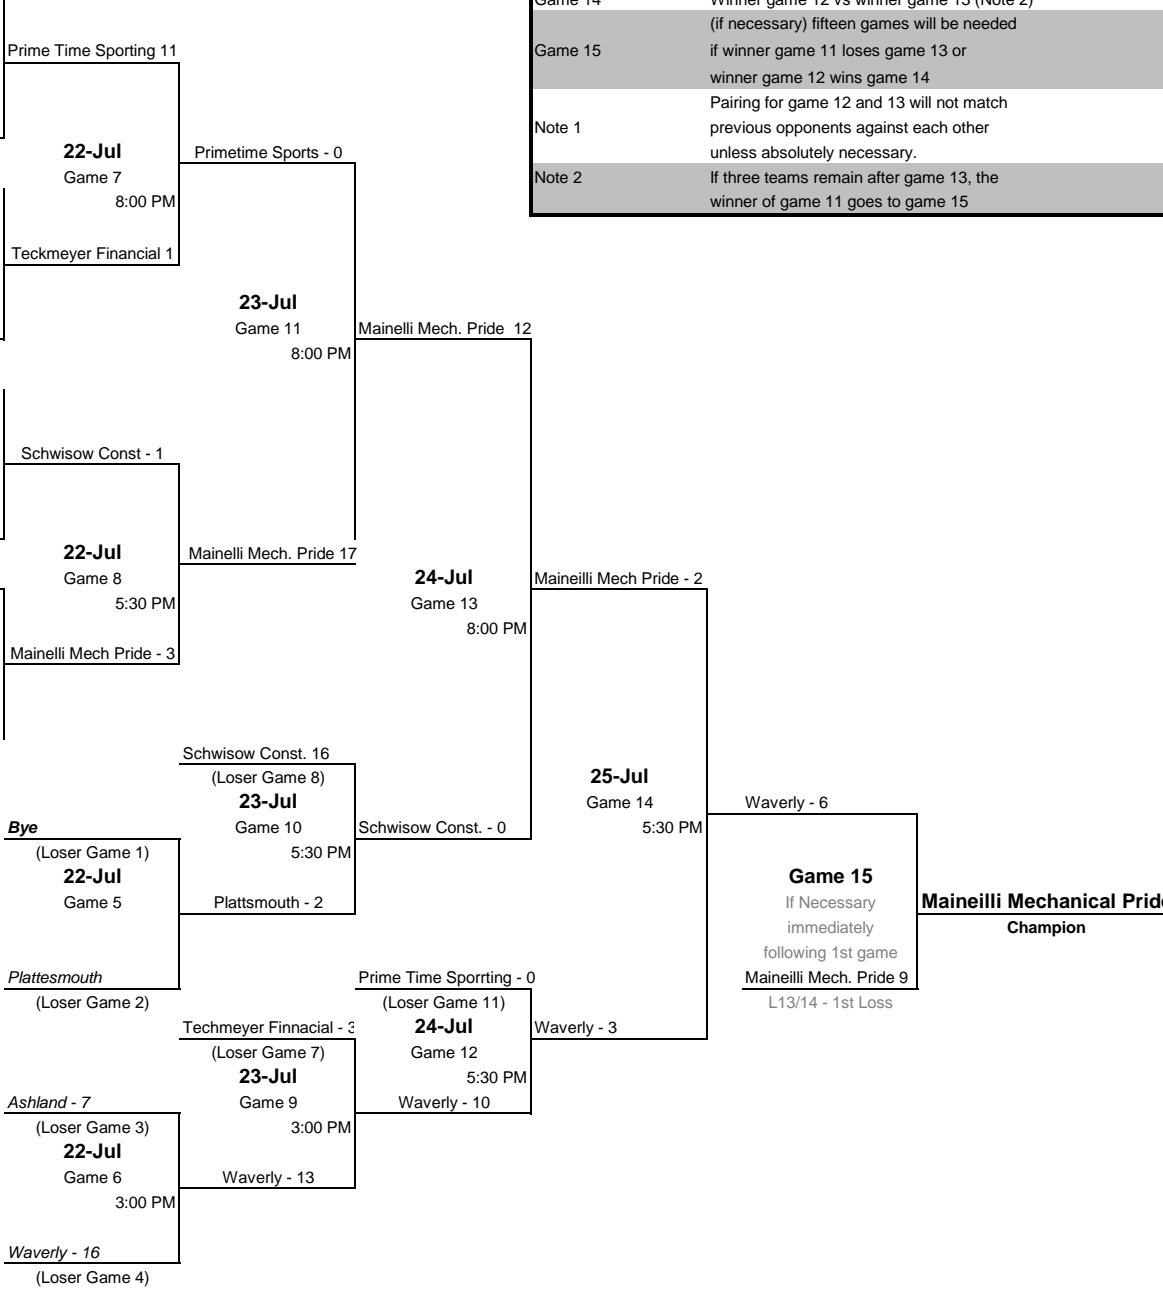 Game 14 Winner game 12 vs winner game 13 (Note 2)
(if necessary) fifteen games will be needed
Game 15 if winner game 11 loses game 13 or
winner game 12 wins game 14
Pairing for game 12 and 13 will not match
Note 1 previous opponents against each other
unless absolutely necessary.
Note 2 If three teams remain after game 13, the
winner of game 11 goes to game 15
Prime Time Sporting 11
22-Jul
Game 7
8:00 PM
Teckmeyer Financial 1
Primetime Sports - 0
23-Jul
Game 11
8:00 PM
Mainelli Mech. Pride  12
Schwisow Const - 1
22-Jul
Game 8
5:30 PM
Mainelli Mech Pride - 3
Mainelli Mech. Pride 17
24-Jul
Game 13
8:00 PM
Maineilli Mech Pride - 2
Schwisow Const. 16
(Loser Game 8)
23-Jul
Game 10
5:30 PM
Schwisow Const. - 0
Bye
(Loser Game 1)
22-Jul
Game 5
Plattsmouth - 2
Plattesmouth
(Loser Game 2)
25-Jul
Game 14
5:30 PM
Waverly - 6
Game 15
If Necessary
immediately
following 1st game
Maineilli Mech. Pride 9
L13/14 - 1st Loss
Maineilli Mechanical Pride
Champion
Prime Time Sporrting - 0
(Loser Game 11)
24-Jul
Game 12
5:30 PM
Waverly - 10
Waverly - 3
Techmeyer Finnacial - 3
(Loser Game 7)
23-Jul
Game 9
3:00 PM
Waverly - 13
Ashland - 7
(Loser Game 3)
22-Jul
Game 6
3:00 PM
Waverly - 16
(Loser Game 4)